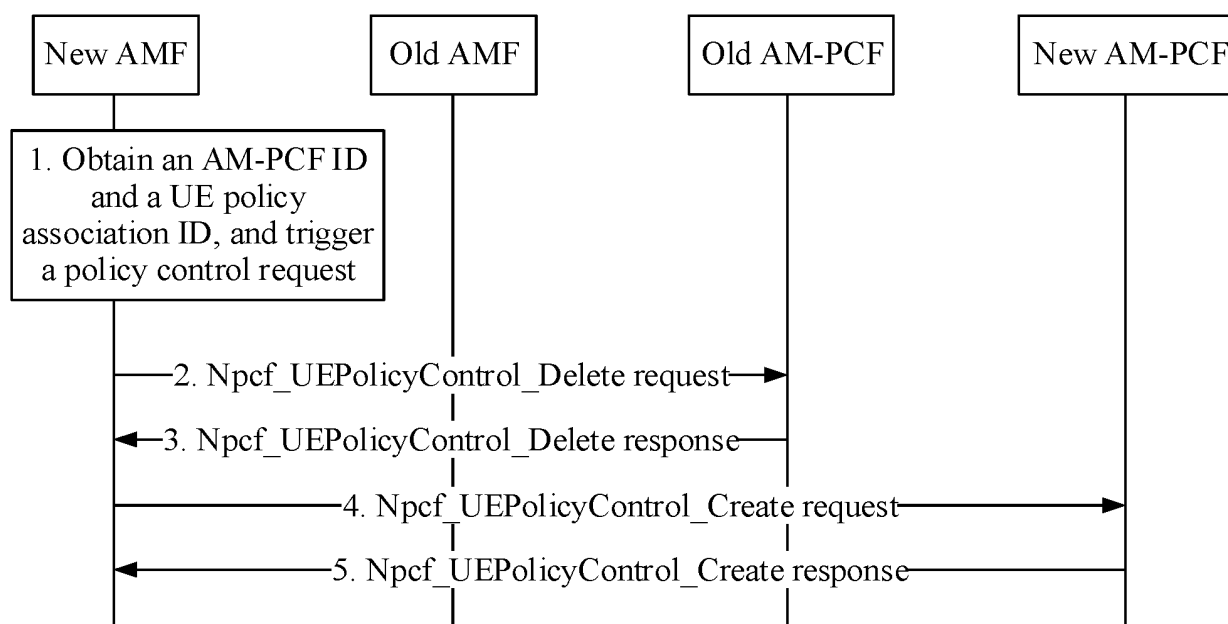 New AMF
Old AMF
Old AM-PCF
New AM-PCF
1. Obtain an AM-PCF ID
and a UE policy
association ID, and trigger
a policy control request
2. Npcf_UEPolicyControl_Delete request
3. Npcf_UEPolicyControl_Delete response
4. Npcf_UEPolicyControl_Create request
5. Npcf_UEPolicyControl_Create response